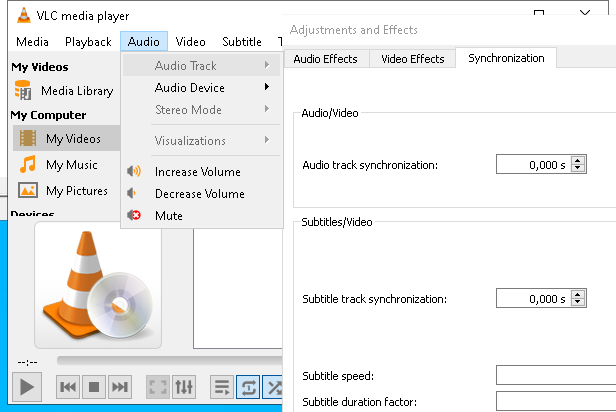 VLC media player
Media Playback Audio Video Subtitle T
My Videos
Media Library
My Computer
My Videos
My Music
My Pictures
Devices
Audio Track
Audio Device
Stereo Mode
Visualizations
Increase Volume
Decrease Volume
Mute
--:--
Adjustments and Effects
Audio Effects Video Effects Synchronization
Audio/Video
Audio track synchronization: 0,000 s
Subtitles/Video
Subtitle track synchronization: 0,000 s
Subtitle speed:
Subtitle duration factor: